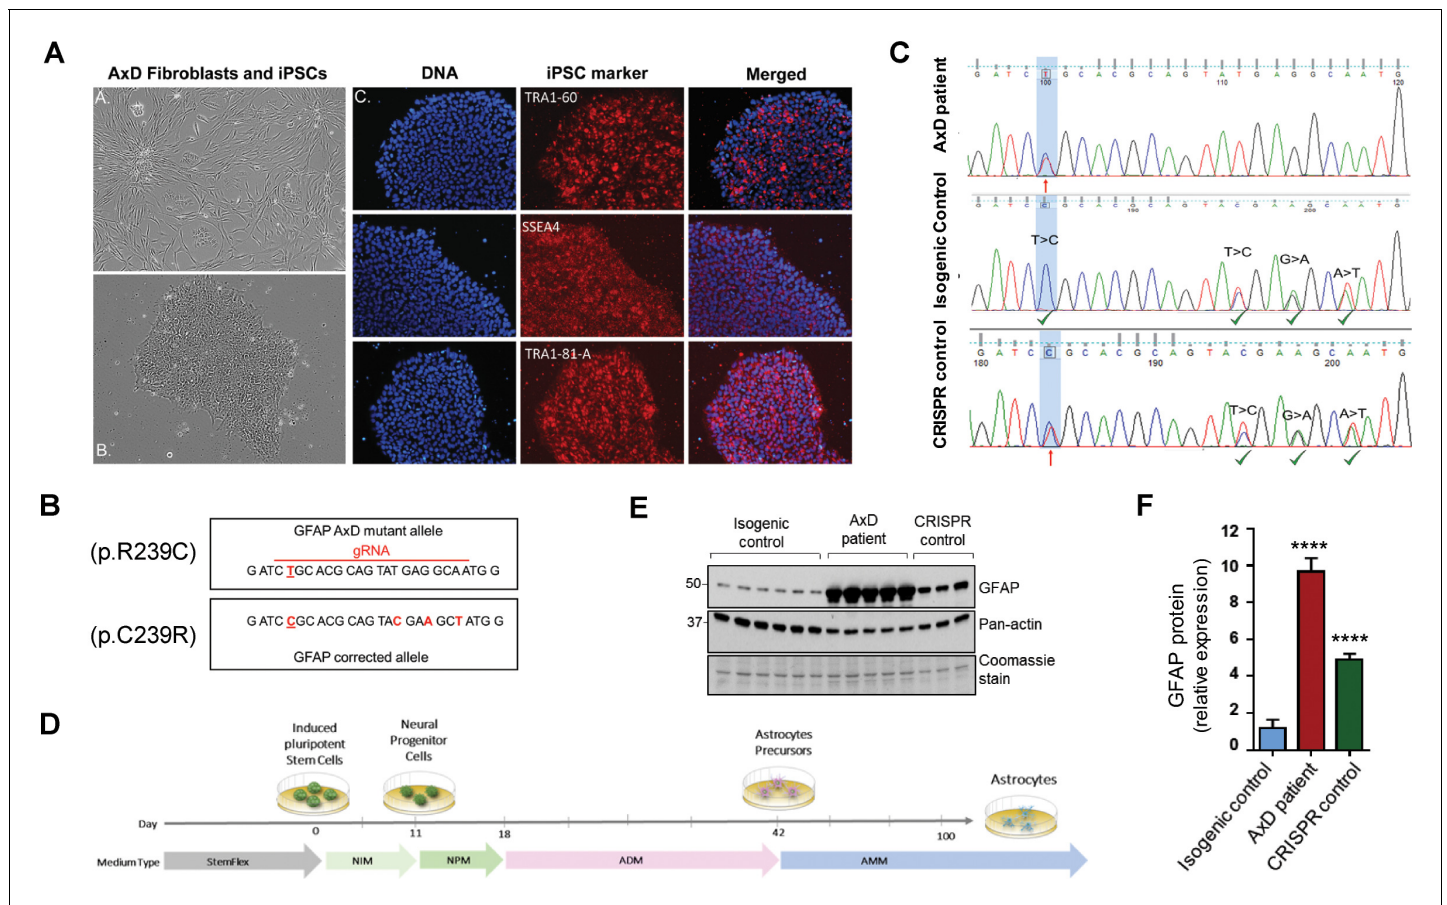 A
AxD Fibroblasts and iPSCs
DNA
iPSC marker
Merged
A.
B.
C.
TRA1-60
SSEA4
TRA1-81-A
C
AxD patient
G A T C T G C A C G C A G T A T G A G G C A A T G
100
110
120
Isogenic Control
G A T C C G C A C G C A G T A C G A A G C A A T G
190
200
T>C
T>C
G>A
A>T
CRISPR control
G A T C C G C A C G C A G T A C G A A G C A A T G
180
190
200
T>C
G>A
A>T
B
(p.R239C)
GFAP AxD mutant allele
gRNA
G ATC TGC ACG CAG TAT GAG GCA ATG G
(p.C239R)
G ATC CGC ACG CAG TAC GAA GCT ATG G
GFAP corrected allele
D
Induced
pluripotent
Stem Cells
Neural
Progenitor
Cells
Astrocytes
Precursors
Astrocytes
Day
0
11
18
42
100
Medium Type
StemFlex
NIM
NPM
ADM
AMM
E
Isogenic
control
AxD
patient
CRISPR
control
50
GFAP
37
Pan-actin
Coomassie
stain
F
GFAP protein
(relative expression)
12
10
8
6
4
2
0
****
****
Isogenic control
AxD patient
CRISPR control